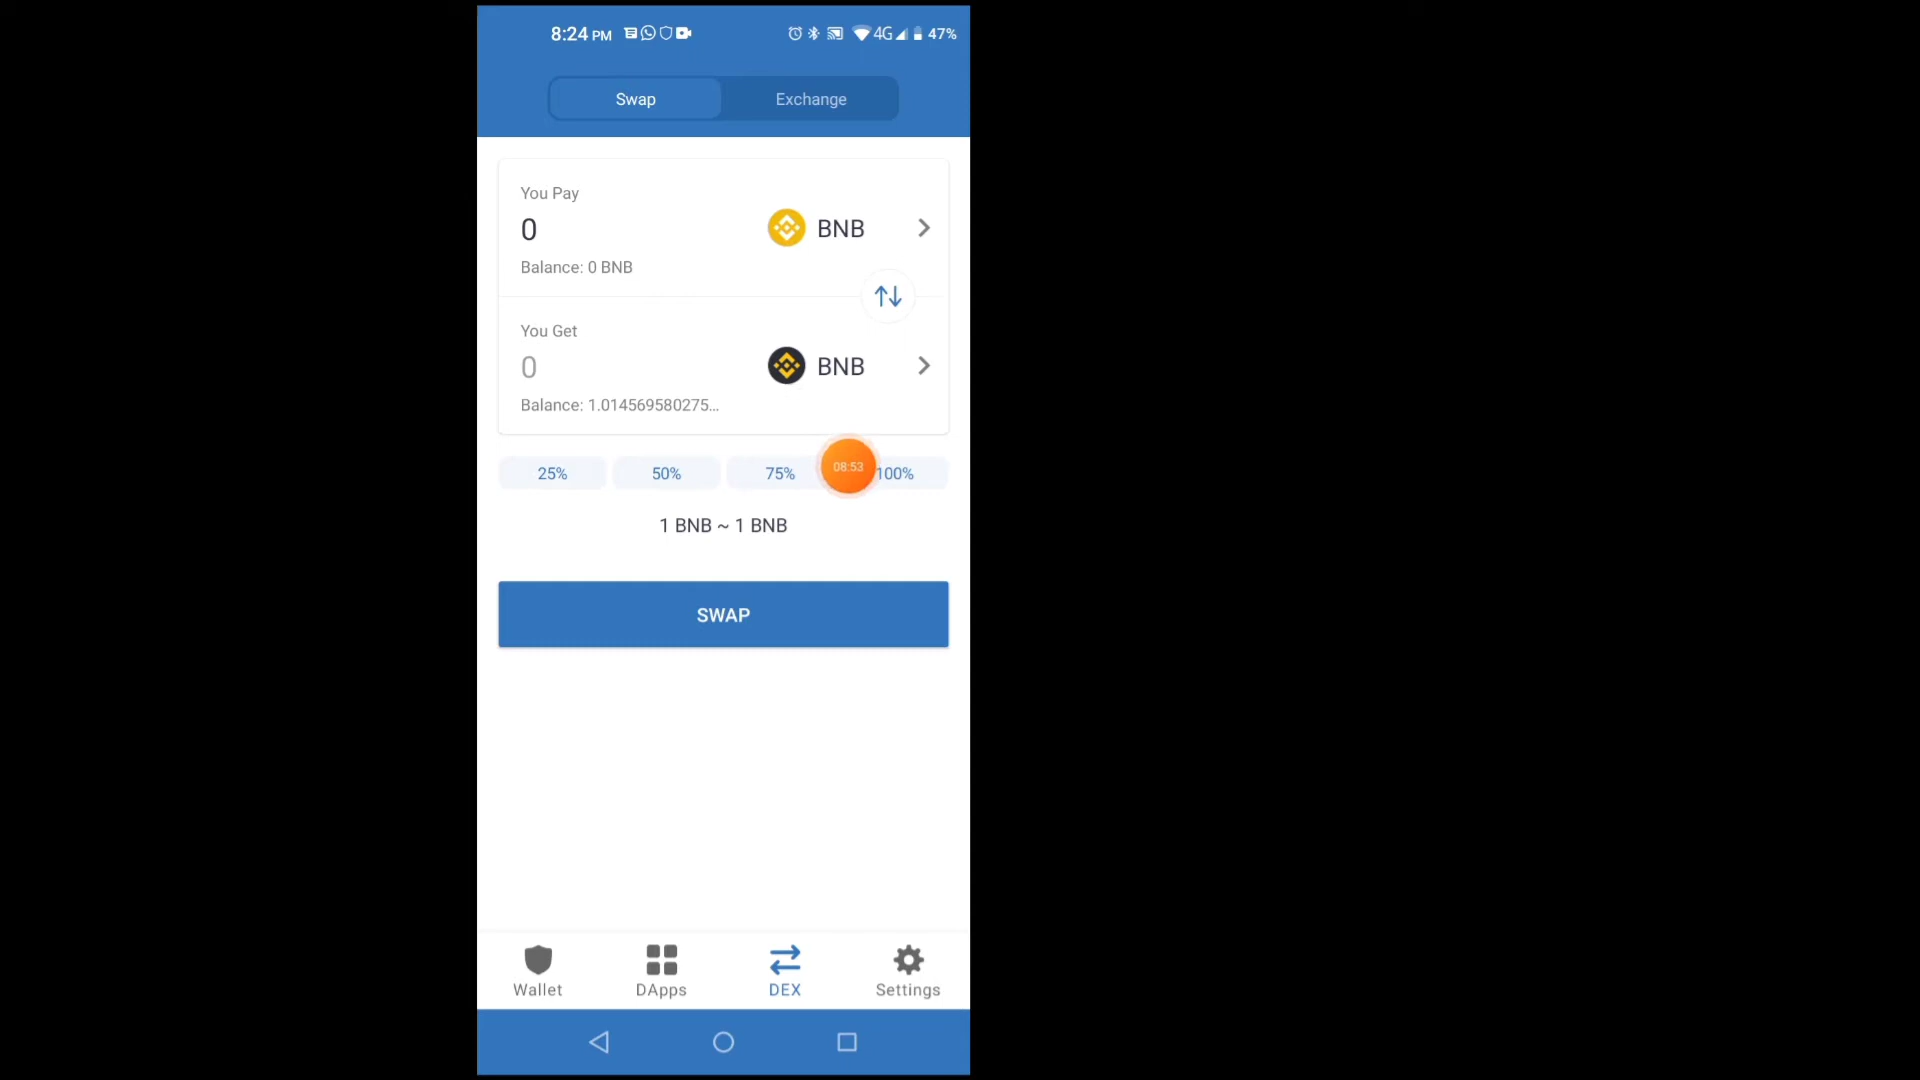 8:24 PM 4G 47%
Swap Exchange
You Pay
0 BNB
Balance: 0 BNB
You Get
0 BNB
Balance: 1.014569580275...
25% 50% 75% 08:53 100%
1 BNB ~ 1 BNB
SWAP
Wallet DApps DEX Settings